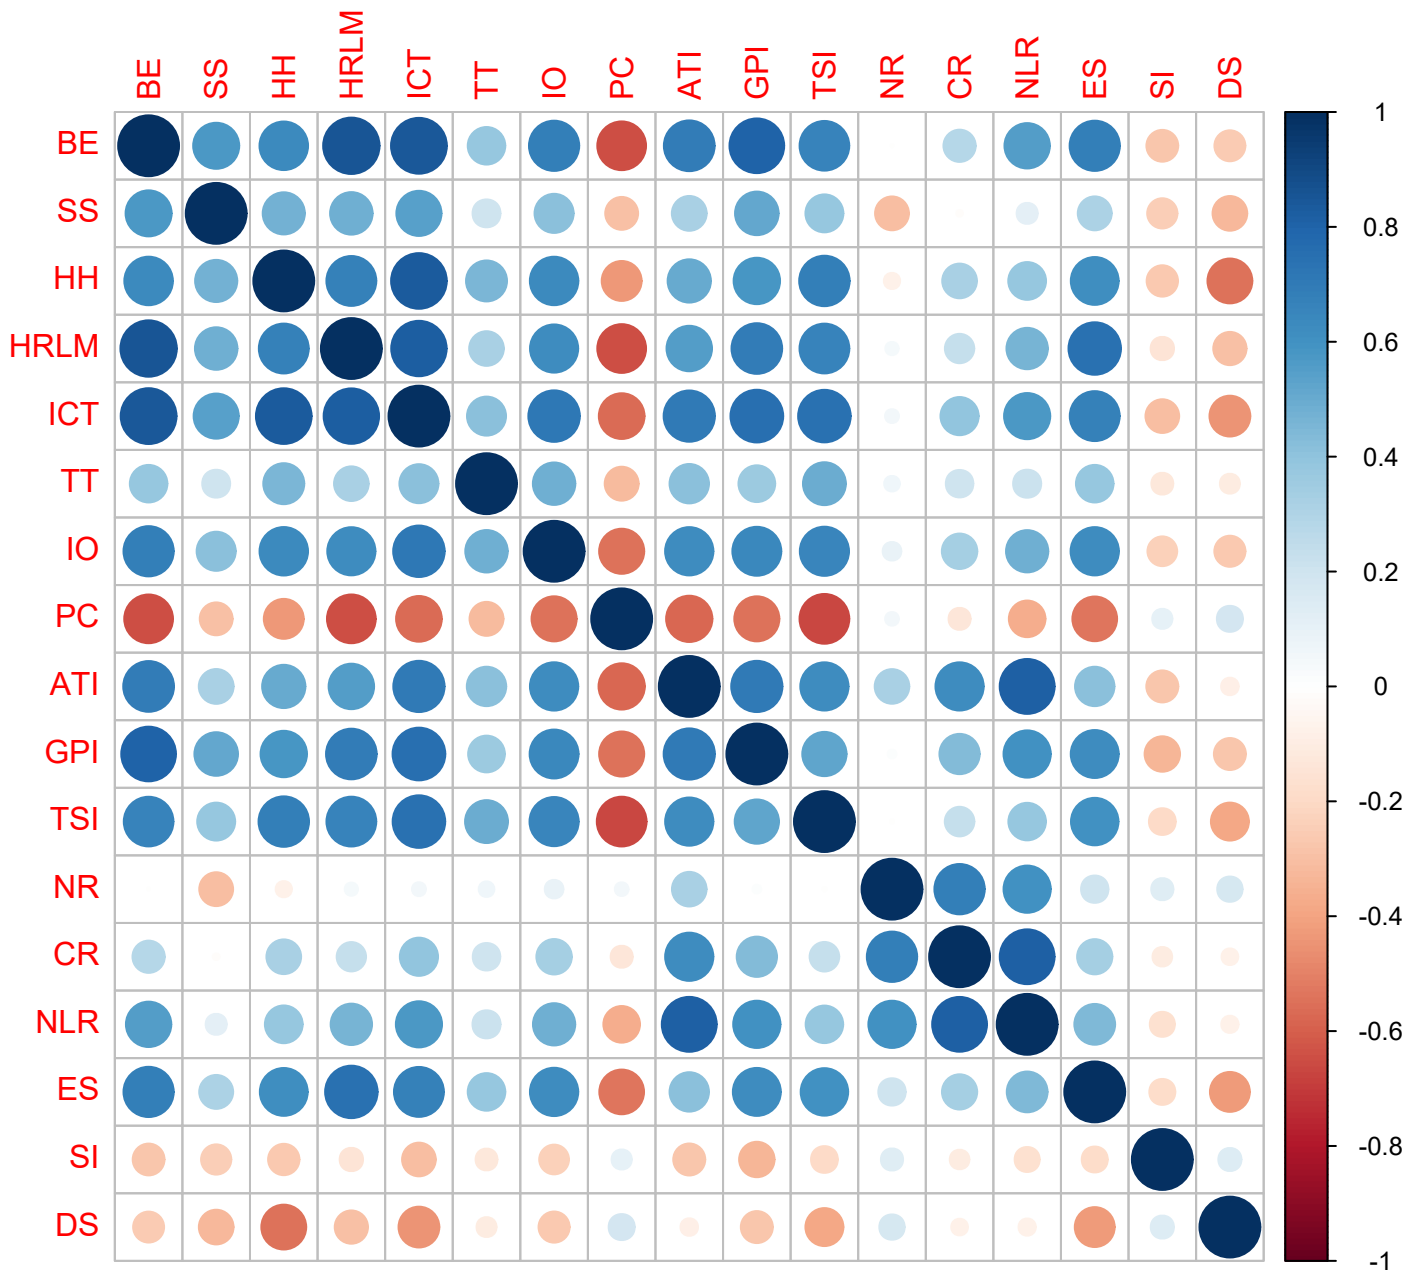 BE SS HH HRLM ICT TT IO PC ATI GPI TSI NR CR NLR ES SI DS
BE
SS
HH
HRLM
ICT
TT
IO
PC
ATI
GPI
TSI
NR
CR
NLR
ES
SI
DS
1
0.8
0.6
0.4
0.2
0
-0.2
-0.4
-0.6
-0.8
-1